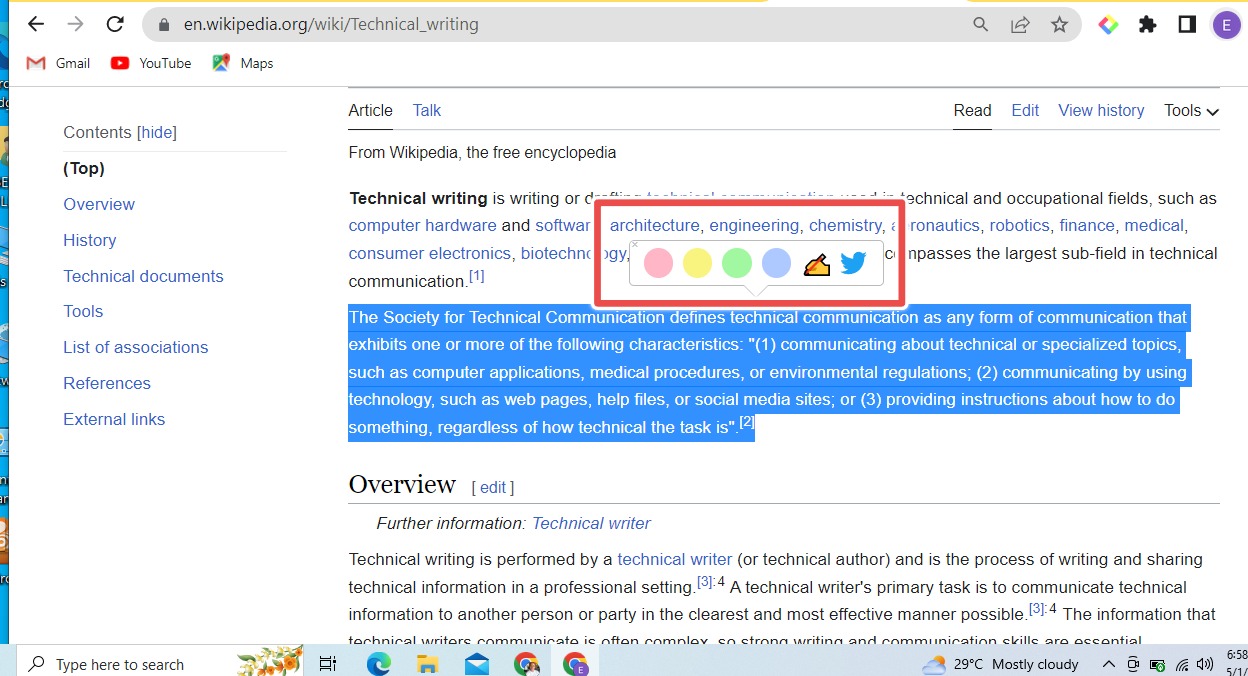 en.wikipedia.org/wiki/Technical_writing
E
Gmail YouTube Maps
Article Talk Read Edit View history Tools
Contents [hide]
(Top)
Overview
History
Technical documents
Tools
List of associations
References
External links
From Wikipedia, the free encyclopedia
Technical writing is writing or drafting technical communication used in technical and occupational fields, such as
computer hardware and softwar architecture, engineering, chemistry, aeronautics, robotics, finance, medical,
consumer electronics, biotechnology, compasses the largest sub-field in technical
communication.[1]
The Society for Technical Communication defines technical communication as any form of communication that
exhibits one or more of the following characteristics: "(1) communicating about technical or specialized topics,
such as computer applications, medical procedures, or environmental regulations; (2) communicating by using
technology, such as web pages, help files, or social media sites; or (3) providing instructions about how to do
something, regardless of how technical the task is".[2]
Overview [ edit ]
Further information: Technical writer
Technical writing is performed by a technical writer (or technical author) and is the process of writing and sharing
technical information in a professional setting.[3]:4 A technical writer's primary task is to communicate technical
information to another person or party in the clearest and most effective manner possible.[3]:4 The information that
technical writers communicate is often complex, so strong writing and communication skills are essential.
Type here to search
29°C Mostly cloudy
6:58
5/1/